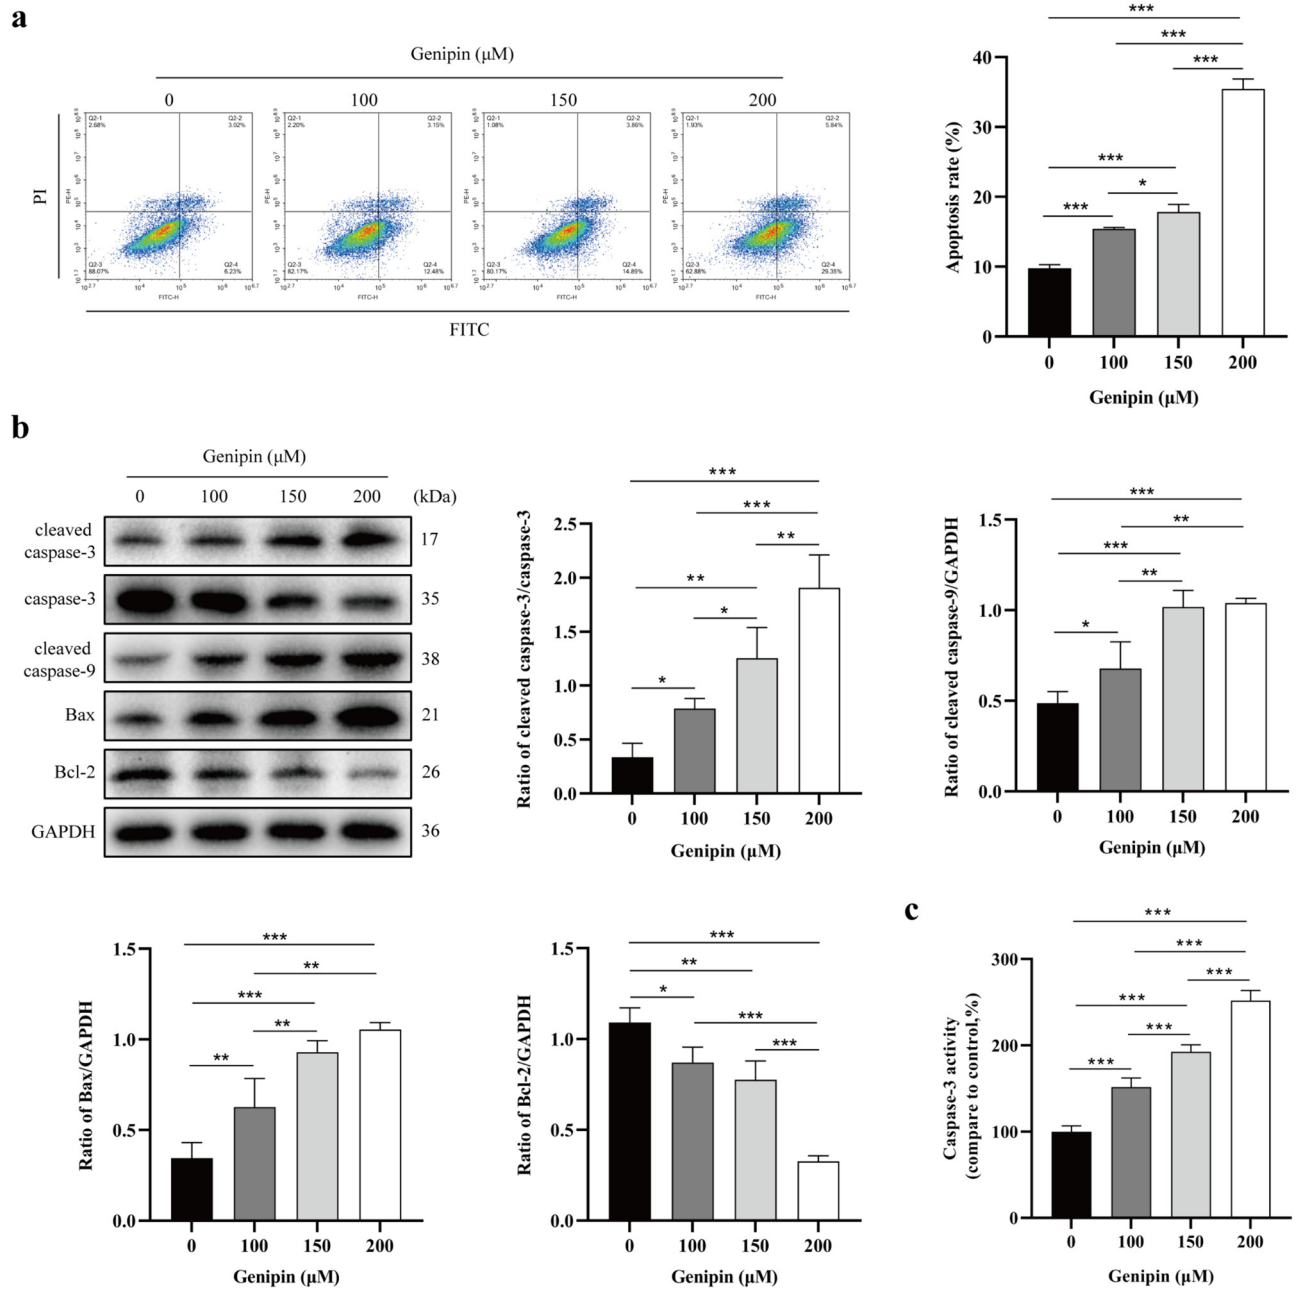 a
Genipin (μM)
0 100 150 200
Q2-1 2.68% Q2-2 3.02% Q2-3 88.07% Q2-4 6.23%
Q2-1 2.20% Q2-2 3.15% Q2-3 82.17% Q2-4 12.48%
Q2-1 1.08% Q2-2 3.86% Q2-3 80.17% Q2-4 14.89%
Q2-1 1.93% Q2-2 5.84% Q2-3 62.88% Q2-4 29.35%
PI
PE-H PE-H PE-H PE-H
FITC-H FITC-H FITC-H FITC-H
FITC
***
***
***
***
*
***
Apoptosis rate (%)
40
30
20
10
0
0 100 150 200
Genipin (μM)
b
Genipin (μM)
0 100 150 200 (kDa)
cleaved
caspase-3 17
caspase-3 35
cleaved
caspase-9 38
Bax 21
Bcl-2 26
GAPDH 36
***
***
**
**
*
*
Ratio of cleaved caspase-3/caspase-3
2.5
2.0
1.5
1.0
0.5
0.0
0 100 150 200
Genipin (μM)
***
**
***
**
*
Ratio of cleaved caspase-9/GAPDH
1.5
1.0
0.5
0.0
0 100 150 200
Genipin (μM)
***
**
***
**
**
Ratio of Bax/GAPDH
1.5
1.0
0.5
0.0
0 100 150 200
Genipin (μM)
***
**
*
***
***
Ratio of Bcl-2/GAPDH
1.5
1.0
0.5
0.0
0 100 150 200
Genipin (μM)
c
***
***
***
***
***
***
Caspase-3 activity
(compare to control,%)
300
200
100
0
0 100 150 200
Genipin (μM)